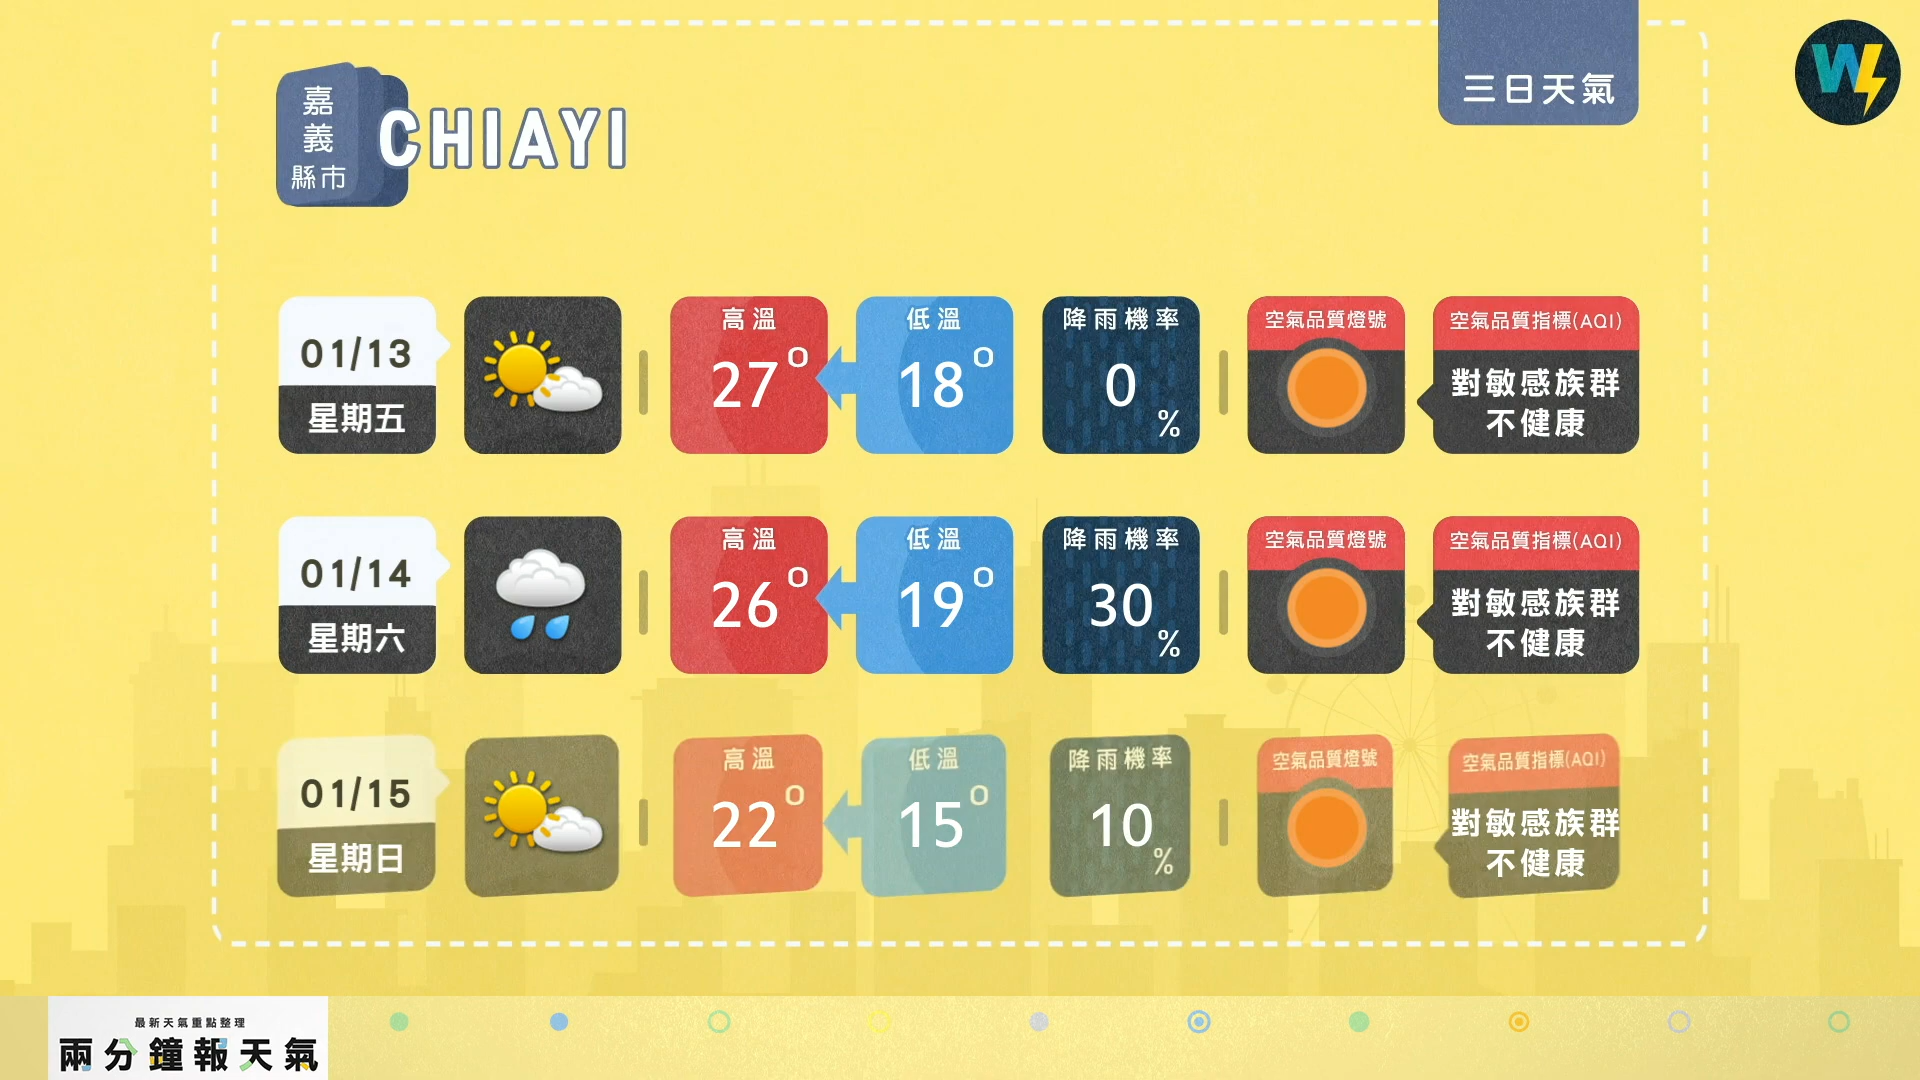 嘉義縣市
CHIAYI
三日天氣
W
01/13
星期五
高溫
27°
低溫
18°
降雨機率
0%
空氣品質燈號
空氣品質指標(AQI)
對敏感族群
不健康
01/14
星期六
高溫
26°
低溫
19°
降雨機率
30%
空氣品質燈號
空氣品質指標(AQI)
對敏感族群
不健康
01/15
星期日
高溫
22°
低溫
15°
降雨機率
10%
空氣品質燈號
空氣品質指標(AQI)
對敏感族群
不健康
最新天氣重點整理
兩分鐘報天氣